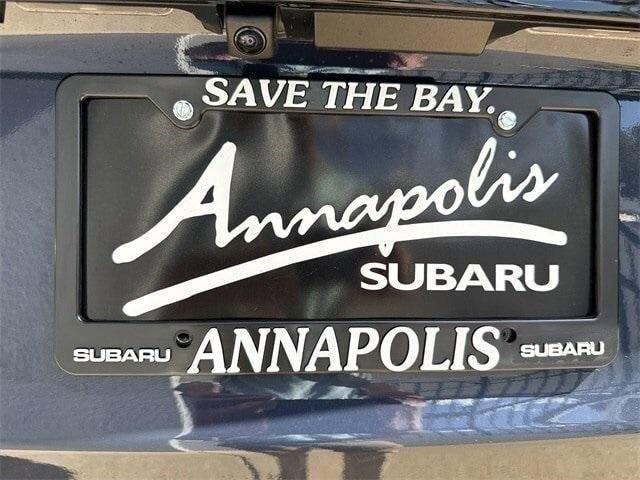 SAVE THE BAY.
Annapolis
SUBARU
SUBARU ANNAPOLIS SUBARU